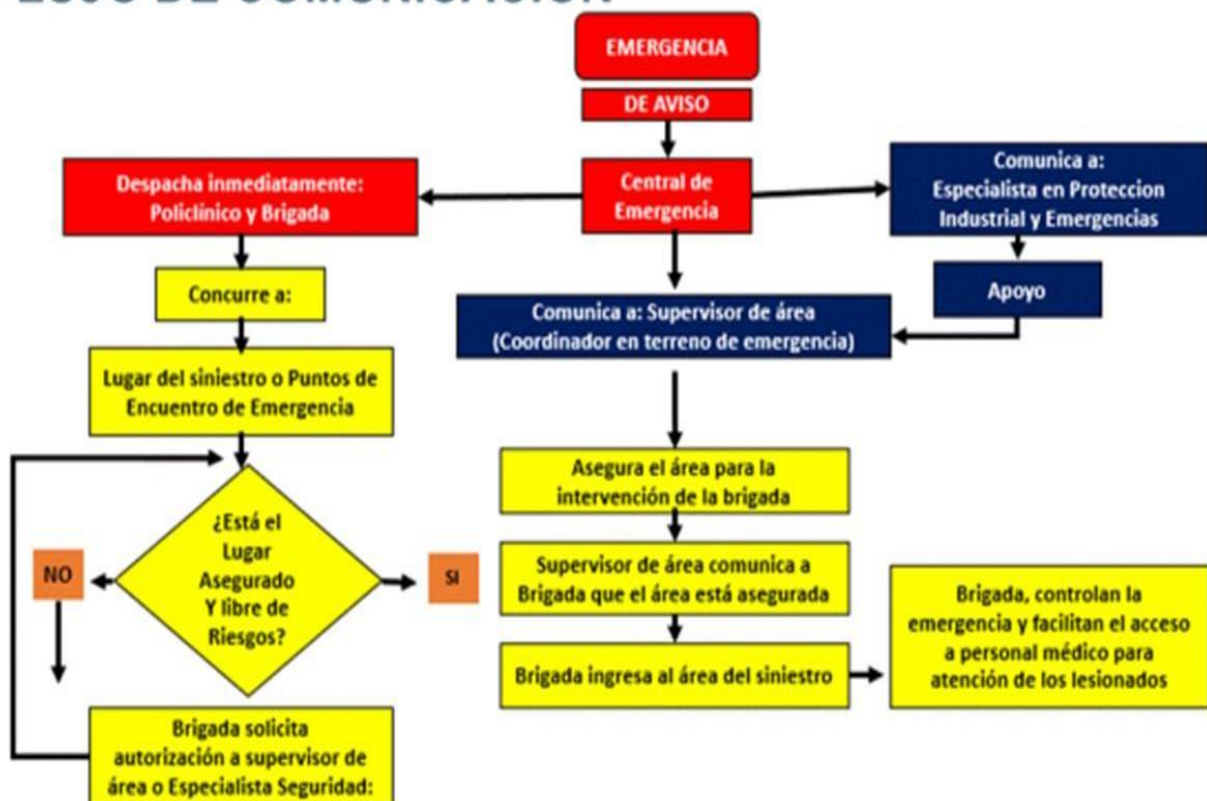 DE COMUNICACIÓN
EMERGENCIA
DE AVISO
Central de
Emergencia
Despacha inmediatamente:
Policlínico y Brigada
Comunica a:
Especialista en Proteccion
Industrial y Emergencias
Concurre a:
Apoyo
Comunica a: Supervisor de área
(Coordinador en terreno de emergencia)
Lugar del siniestro o Puntos de
Encuentro de Emergencia
¿Está el
Lugar
Asegurado
Y libre de
Riesgos?
NO
SI
Brigada solicita
autorización a supervisor de
área o Especialista Seguridad:
Asegura el área para la
intervención de la brigada
Supervisor de área comunica a
Brigada que el área está asegurada
Brigada ingresa al área del siniestro
Brigada, controlan la
emergencia y facilitan el acceso
a personal médico para
atención de los lesionados